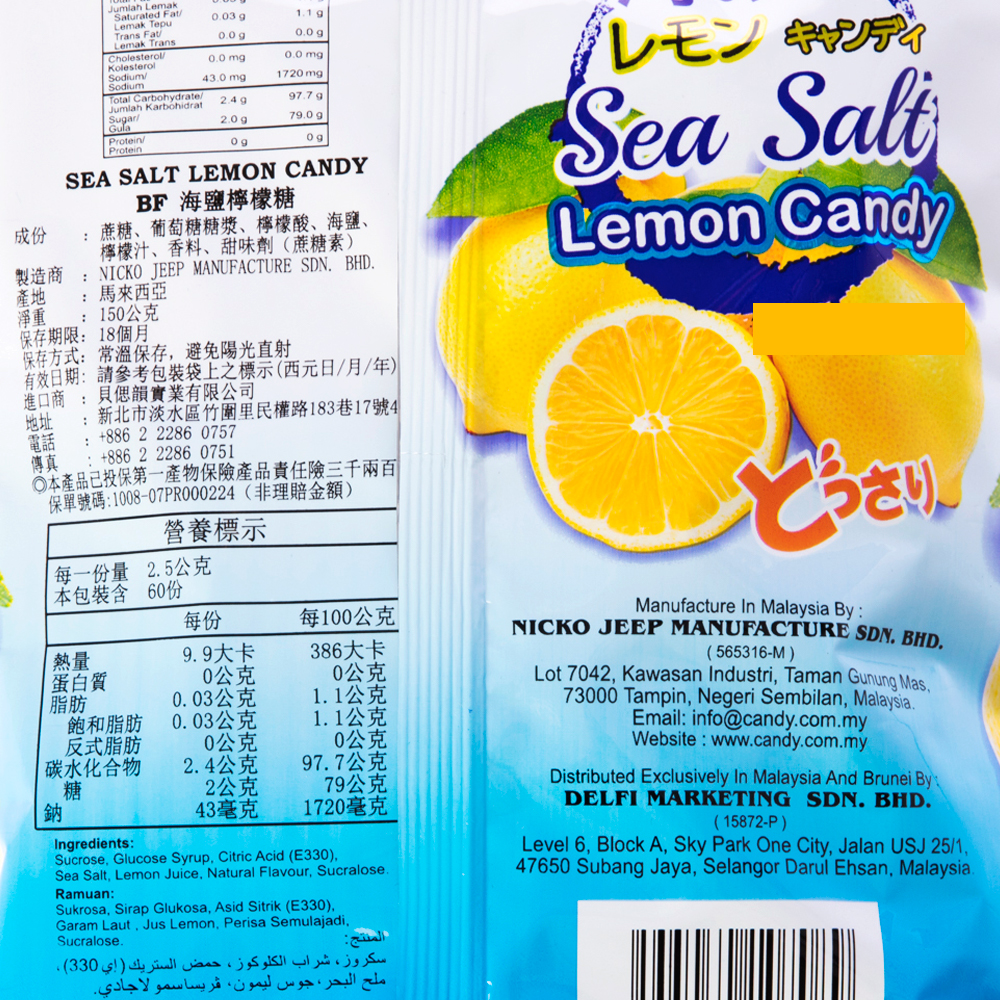 Jumlah Lemak
Saturated Fat/ 0.03 g 1.1 g
Lemak Tepu
Trans Fat/ 0.0 g 0.0 g
Lemak Trans
Cholesterol/ 0.0 mg 0.0 mg
Kolesterol
Sodium/ 43.0 mg 1720 mg
Sodium
Total Carbohydrate/ 2.4 g 97.7 g
Jumlah Karbohidrat
Sugar/ 2.0 g 79.0 g
Gula
Protein/ 0 g 0 g
Protein
SEA SALT LEMON CANDY
BF 海鹽檸檬糖
成份 : 蔗糖、葡萄糖糖漿、檸檬酸、海鹽、
檸檬汁、香料、甜味劑（蔗糖素）
製造商 : NICKO JEEP MANUFACTURE SDN. BHD.
產地 : 馬來西亞
淨重 : 150公克
保存期限: 18個月
保存方式: 常溫保存，避免陽光直射
有效日期: 請參考包裝袋上之標示(西元日/月/年)
進口商 : 貝偲韻實業有限公司
地址 : 新北市淡水區竹圍里民權路183巷17號4
電話 : +886 2 2286 0757
傳真 : +886 2 2286 0751
◎本產品已投保第一產物保險產品責任險三千兩百
保單號碼:1008-07PR000224（非理賠金額）
營養標示
每一份量 2.5公克
本包裝含 60份
每份 每100公克
熱量 9.9大卡 386大卡
蛋白質 0公克 0公克
脂肪 0.03公克 1.1公克
飽和脂肪 0.03公克 1.1公克
反式脂肪 0公克 0公克
碳水化合物 2.4公克 97.7公克
糖 2公克 79公克
鈉 43毫克 1720毫克
Ingredients:
Sucrose, Glucose Syrup, Citric Acid (E330),
Sea Salt, Lemon Juice, Natural Flavour, Sucralose.
Ramuan:
Sukrosa, Sirap Glukosa, Asid Sitrik (E330),
Garam Laut , Jus Lemon, Perisa Semulajadi,
Sucralose.
المنتج:
سكروز، شراب الكلوكوز، حمض الستريك (إي 330)،
ملح البحر، جوس ليمون، فريساسمو لاجادي.
レモン キャンディ
Sea Salt
Lemon Candy
どっさり
Manufacture In Malaysia By :
NICKO JEEP MANUFACTURE SDN. BHD.
( 565316-M )
Lot 7042, Kawasan Industri, Taman Gunung Mas,
73000 Tampin, Negeri Sembilan, Malaysia.
Email: info@candy.com.my
Website : www.candy.com.my
Distributed Exclusively In Malaysia And Brunei By :
DELFI MARKETING SDN. BHD.
( 15872-P )
Level 6, Block A, Sky Park One City, Jalan USJ 25/1,
47650 Subang Jaya, Selangor Darul Ehsan, Malaysia.